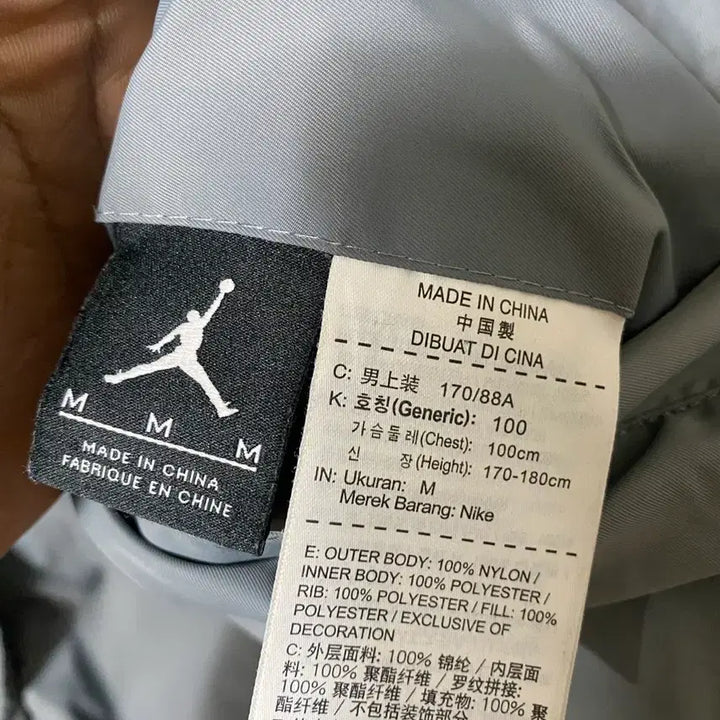 M M M
MADE IN CHINA
FABRIQUE EN CHINE
MADE IN CHINA
中国製
DIBUAT DI CINA
C: 男上装 170/88A
K: 호칭(Generic): 100
가슴둘레(Chest): 100cm
신 장(Height): 170-180cm
IN: Ukuran: M
Merek Barang: Nike
E: OUTER BODY: 100% NYLON /
INNER BODY: 100% POLYESTER /
RIB: 100% POLYESTER / FILL: 100%
POLYESTER / EXCLUSIVE OF
DECORATION
C: 外层面料: 100% 锦纶 / 内层面
料: 100% 聚酯纤维 / 罗纹拼接:
100% 聚酯纤维 / 填充物: 100% 聚
酯纤维 / 不包括装饰部分